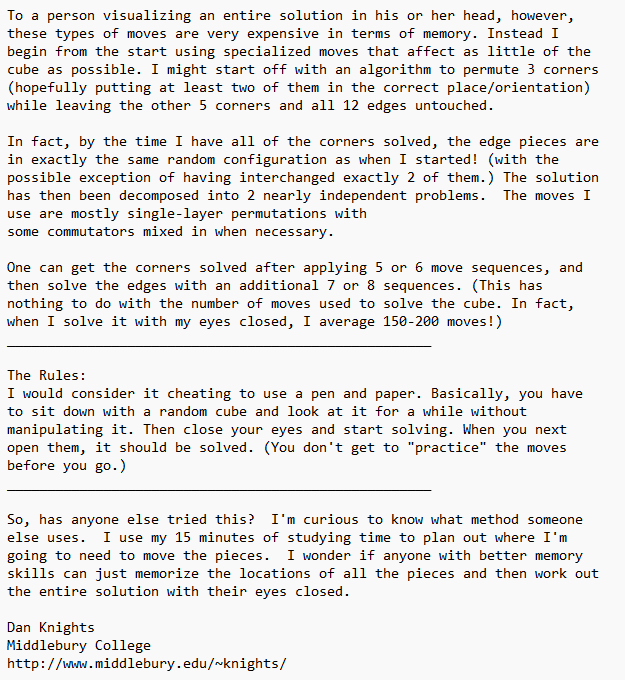 To a person visualizing an entire solution in his or her head, however,
these types of moves are very expensive in terms of memory. Instead I
begin from the start using specialized moves that affect as little of the
cube as possible. I might start off with an algorithm to permute 3 corners
(hopefully putting at least two of them in the correct place/orientation)
while leaving the other 5 corners and all 12 edges untouched.

In fact, by the time I have all of the corners solved, the edge pieces are
in exactly the same random configuration as when I started! (with the
possible exception of having interchanged exactly 2 of them.) The solution
has then been decomposed into 2 nearly independent problems.  The moves I
use are mostly single-layer permutations with
some commutators mixed in when necessary.

One can get the corners solved after applying 5 or 6 move sequences, and
then solve the edges with an additional 7 or 8 sequences. (This has
nothing to do with the number of moves used to solve the cube. In fact,
when I solve it with my eyes closed, I average 150-200 moves!)
_____________________________________________________

The Rules:
I would consider it cheating to use a pen and paper. Basically, you have
to sit down with a random cube and look at it for a while without
manipulating it. Then close your eyes and start solving. When you next
open them, it should be solved. (You don't get to "practice" the moves
before you go.)
_____________________________________________________

So, has anyone else tried this?  I'm curious to know what method someone
else uses.  I use my 15 minutes of studying time to plan out where I'm
going to need to move the pieces.  I wonder if anyone with better memory
skills can just memorize the locations of all the pieces and then work out
the entire solution with their eyes closed.

Dan Knights
Middlebury College
http://www.middlebury.edu/~knights/